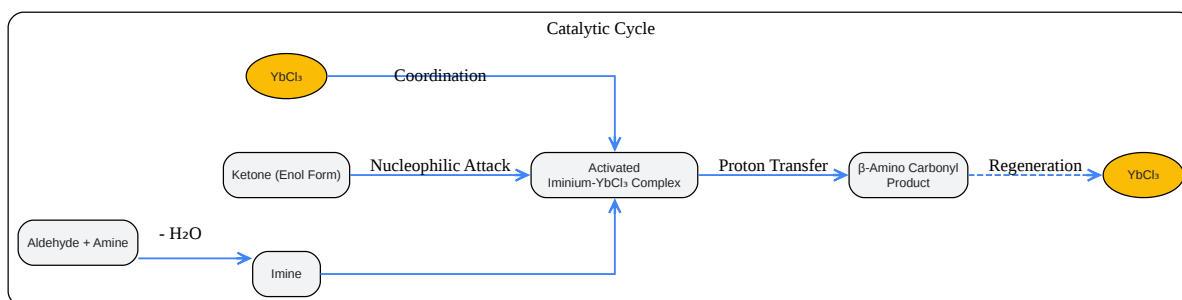 Catalytic Cycle
YbCl₃
Coordination
Ketone (Enol Form)
Nucleophilic Attack
Activated
Iminium-YbCl₃ Complex
Proton Transfer
β-Amino Carbonyl
Product
Regeneration
YbCl₃
Aldehyde + Amine
- H₂O
Imine